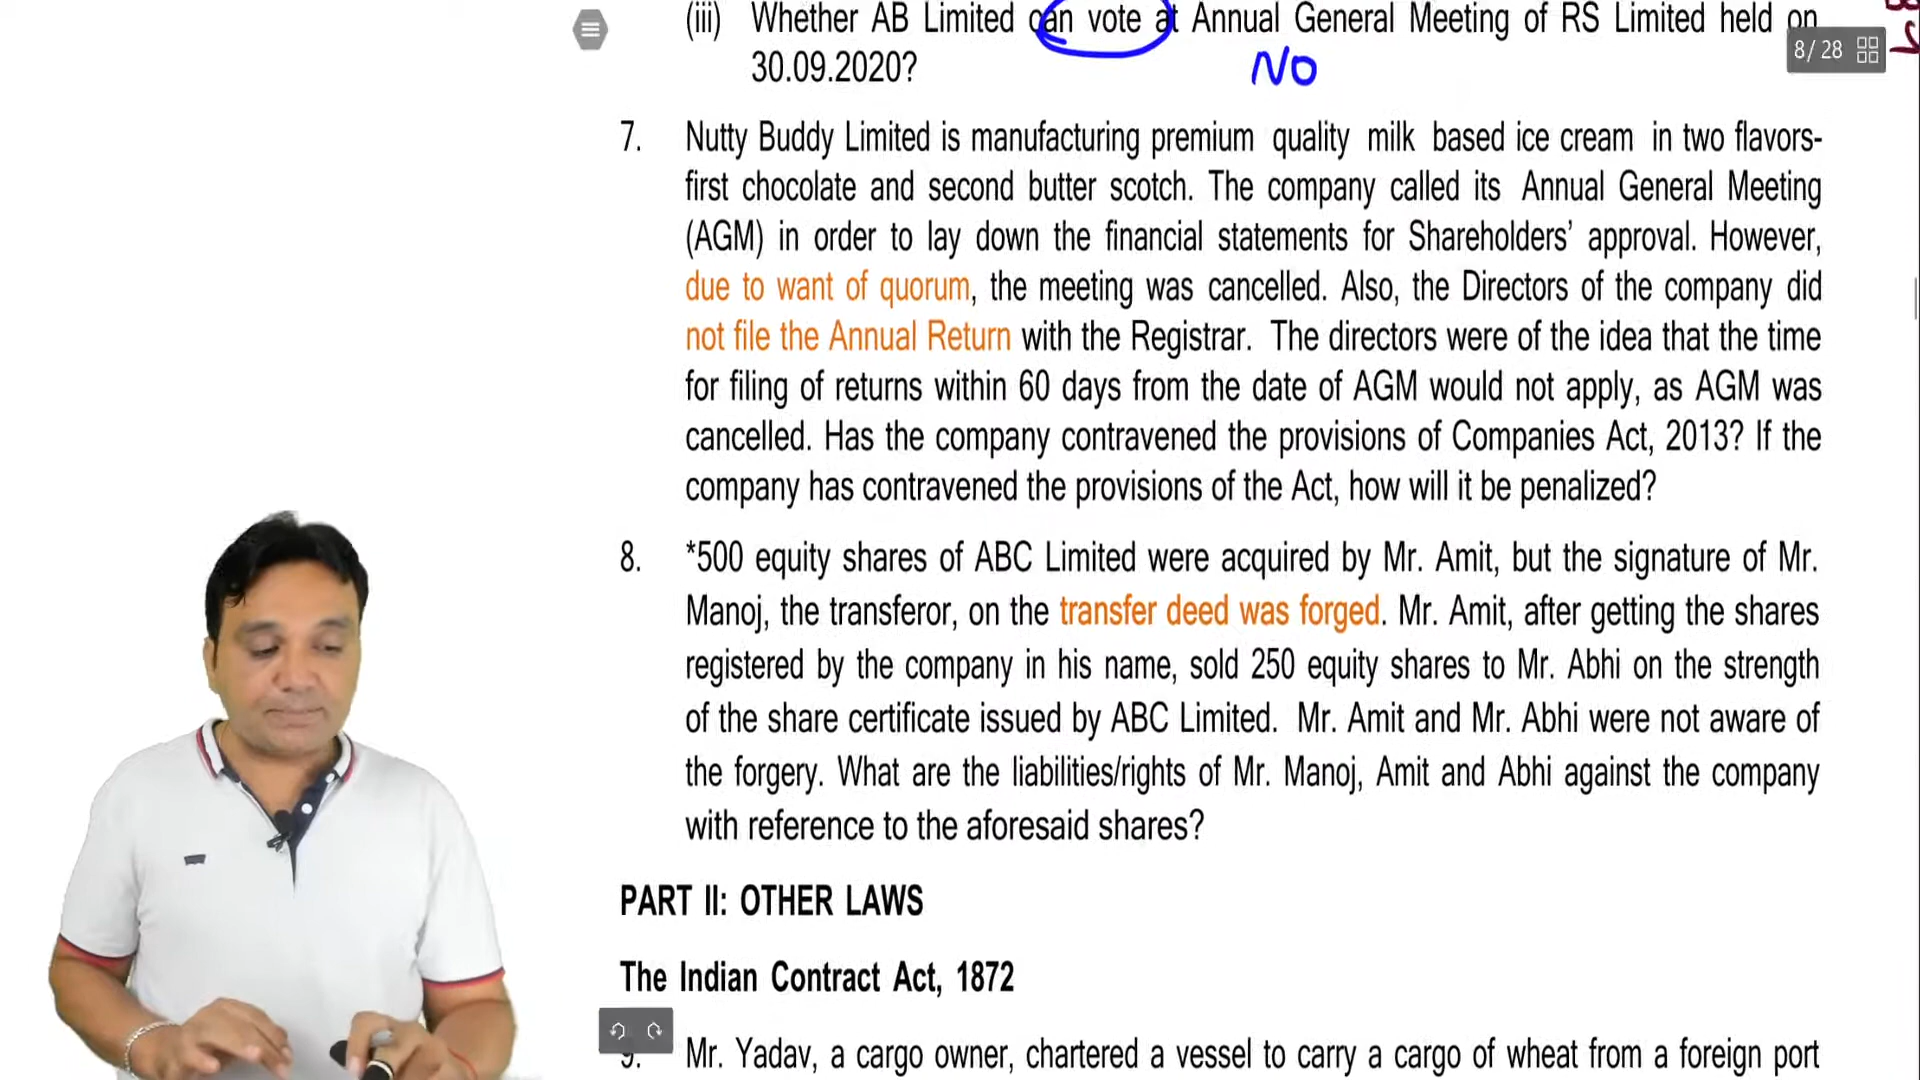 (iii) Whether AB Limited can vote at Annual General Meeting of RS Limited held on
8/ 28
30.09.2020?
NO
7. Nutty Buddy Limited is manufacturing premium quality milk based ice cream in two flavors-
first chocolate and second butter scotch. The company called its Annual General Meeting
(AGM) in order to lay down the financial statements for Shareholders’ approval. However,
due to want of quorum, the meeting was cancelled. Also, the Directors of the company did
not file the Annual Return with the Registrar. The directors were of the idea that the time
for filing of returns within 60 days from the date of AGM would not apply, as AGM was
cancelled. Has the company contravened the provisions of Companies Act, 2013? If the
company has contravened the provisions of the Act, how will it be penalized?
8. *500 equity shares of ABC Limited were acquired by Mr. Amit, but the signature of Mr.
Manoj, the transferor, on the transfer deed was forged. Mr. Amit, after getting the shares
registered by the company in his name, sold 250 equity shares to Mr. Abhi on the strength
of the share certificate issued by ABC Limited. Mr. Amit and Mr. Abhi were not aware of
the forgery. What are the liabilities/rights of Mr. Manoj, Amit and Abhi against the company
with reference to the aforesaid shares?
PART II: OTHER LAWS
The Indian Contract Act, 1872
9. Mr. Yadav, a cargo owner, chartered a vessel to carry a cargo of wheat from a foreign port